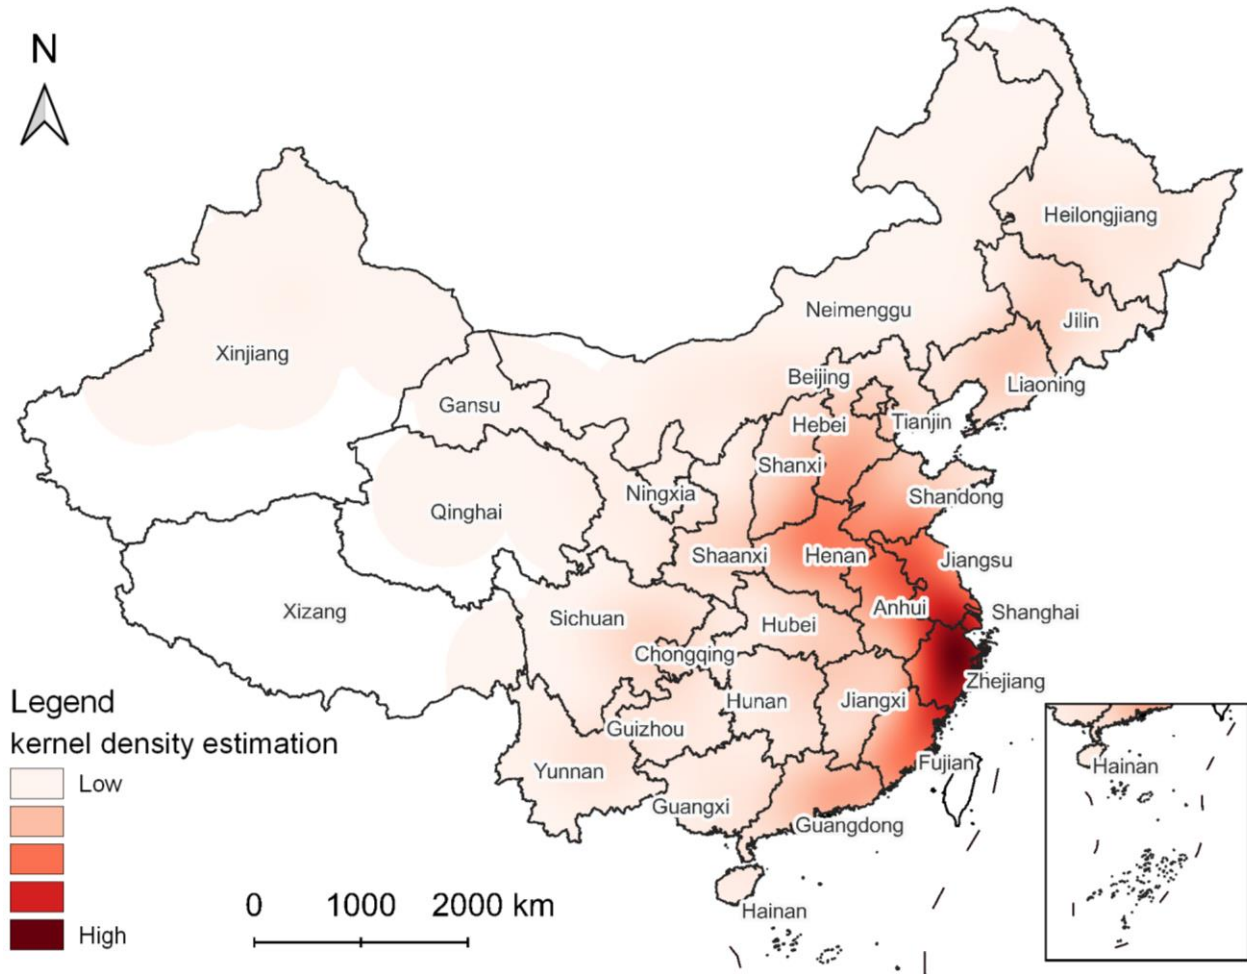 N
Heilongjiang
Neimenggu
Jilin
Xinjiang
Beijing
Liaoning
Gansu
Hebei
Tianjin
Shanxi
Ningxia
Shandong
Qinghai
Shaanxi
Henan
Jiangsu
Xizang
Sichuan
Anhui
Shanghai
Hubei
Chongqing
Zhejiang
Hunan
Jiangxi
Guizhou
Yunnan
Fujian
Guangxi
Guangdong
Hainan
Hainan
Legend
kernel density estimation
Low
High
0 1000 2000 km